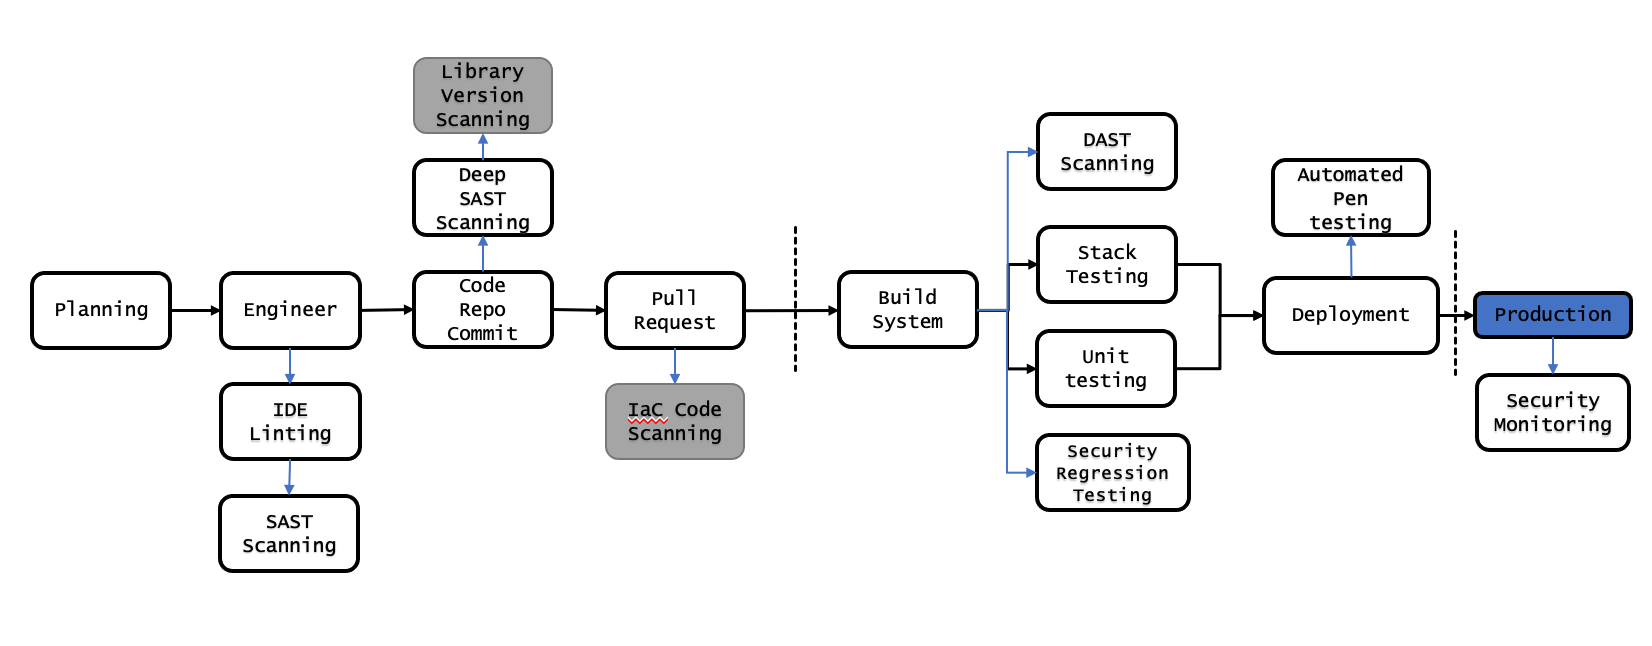 Library
Version
Scanning
Deep
SAST
Scanning
DAST
Scanning
Automated
Pen
testing
Planning
Engineer
Code
Repo
Commit
Pull
Request
Build
System
Stack
Testing
Unit
testing
Deployment
Production
IDE
Linting
IaC Code
Scanning
Security
Regression
Testing
Security
Monitoring
SAST
Scanning